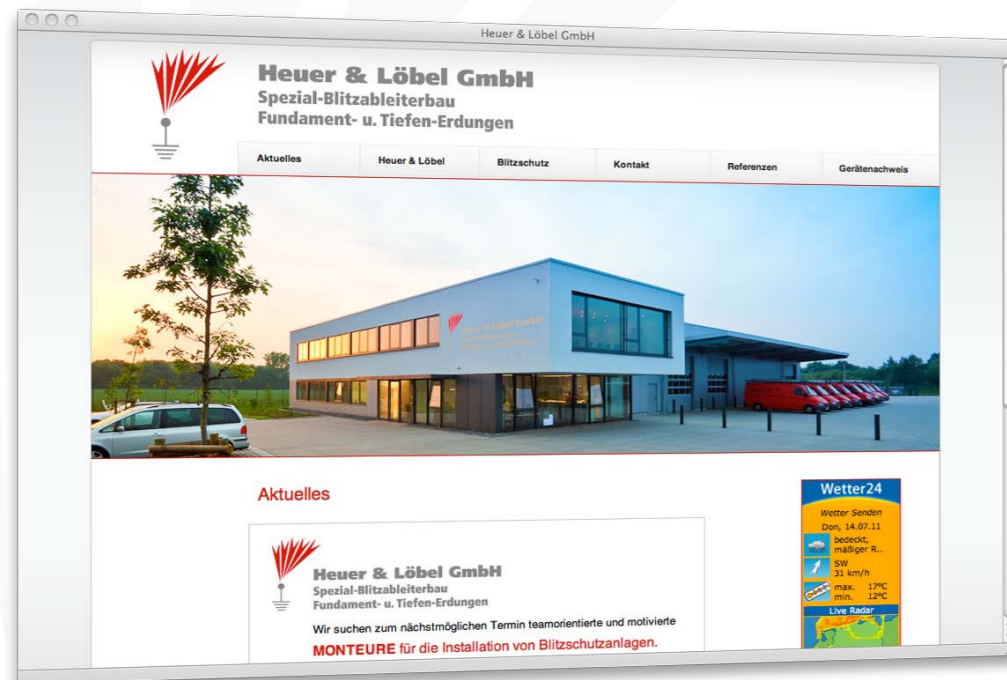 Heuer & Löbel GmbH
Heuer & Löbel GmbH
Spezial-Blitzableiterbau
Fundament- u. Tiefen-Erdungen
Aktuelles
Heuer & Löbel
Blitzschutz
Kontakt
Referenzen
Gerätenachweis
Heuer & Löbel GmbH
Aktuelles
Heuer & Löbel GmbH
Spezial-Blitzableiterbau
Fundament- u. Tiefen-Erdungen
Wir suchen zum nächstmöglichen Termin teamorientierte und motivierte
MONTEURE für die Installation von Blitzschutzanlagen.
Wetter24
Wetter Senden
Don, 14.07.11
bedeckt,
mäßiger R..
SW
31 km/h
max. 17°C
min. 12°C
Live Radar